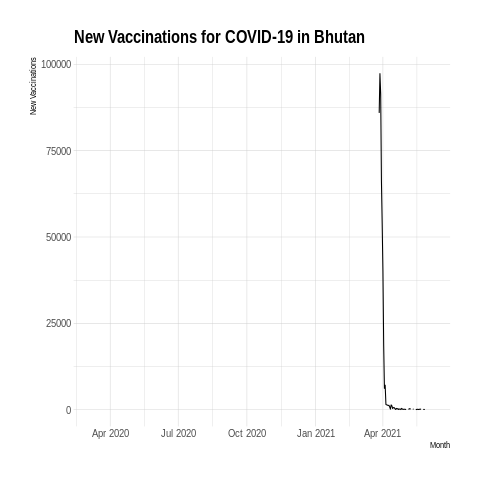 New Vaccinations for COVID-19 in Bhutan
New Vaccinations
100000
75000
50000
25000
0
Apr 2020 Jul 2020 Oct 2020 Jan 2021 Apr 2021
Month